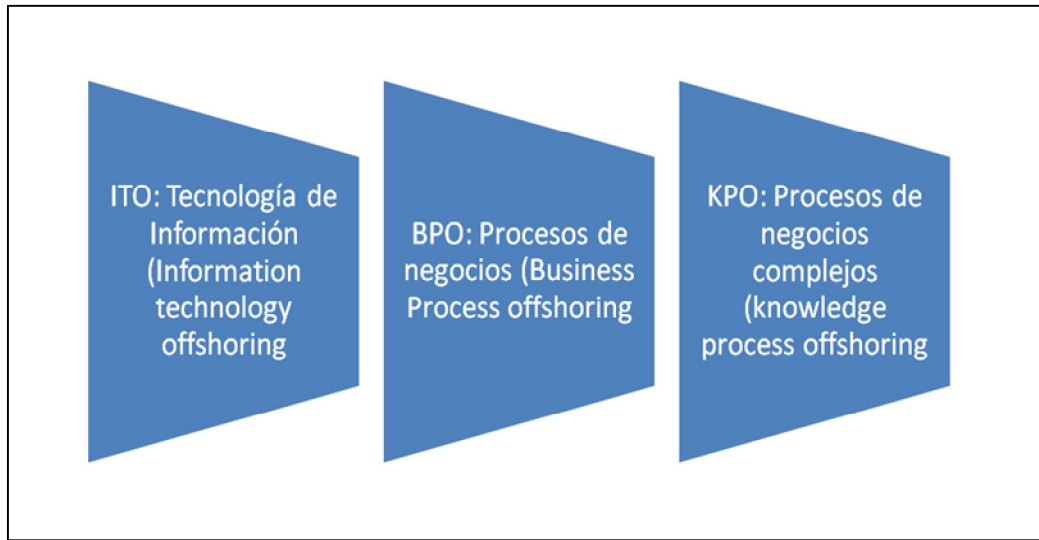 ITO: Tecnología de
Información
(Information
technology
offshoring
BPO: Procesos de
negocios (Business
Process offshoring
KPO: Procesos de
negocios
complejos
(knowledge
process offshoring